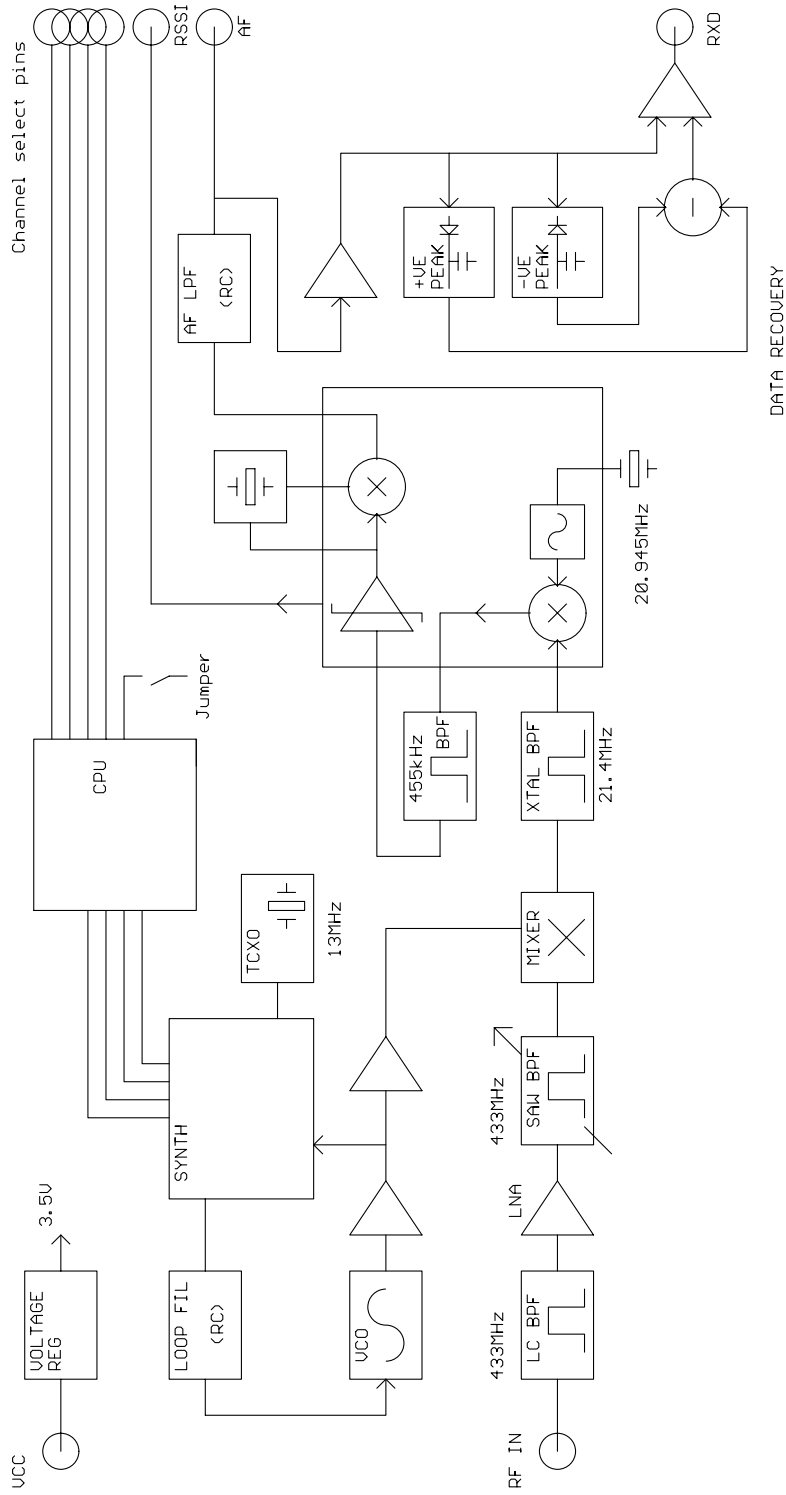 VCC
VOLTAGE
REG
3.5V
CPU
Jumper
Channel select pins
RSSI
AF
LOOP FIL
(RC)
SYNTH
TCXO
13MHz
AF LPF
(RC)
VCO
RF IN
433MHz
LC BPF
LNA
433MHz
SAW BPF
MIXER
455kHz
BPF
XTAL BPF
21.4MHz
20.945MHz
+VE
PEAK
-VE
PEAK
RXD
DATA RECOVERY